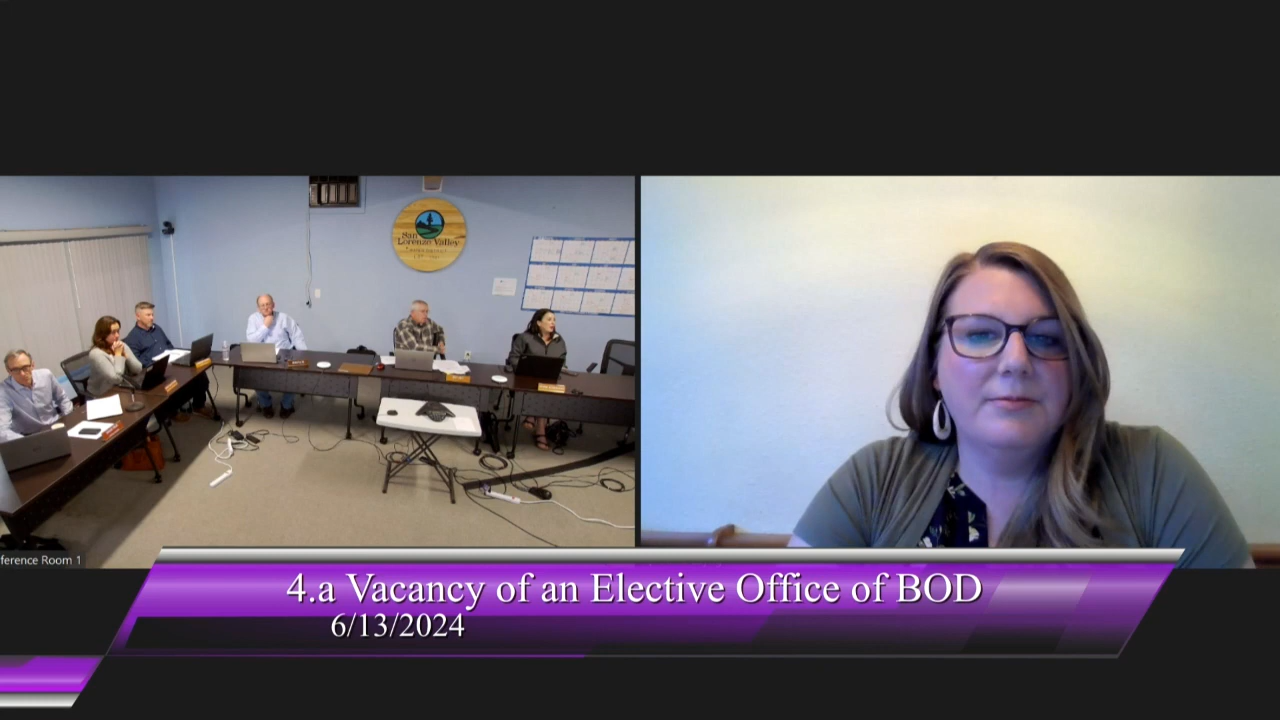 San
Lorenzo Valley
ference Room 1
4.a Vacancy of an Elective Office of BOD
6/13/2024